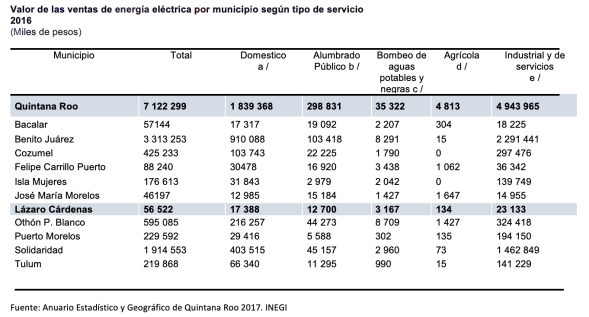 Valor de las ventas de energía eléctrica por municipio según tipo de servicio
2016
(Miles de pesos)
Municipio Total Domestico a / Alumbrado Público b / Bombeo de aguas potables y negras c / Agrícola d / Industrial y de servicios e /
Quintana Roo 7 122 299 1 839 368 298 831 35 322 4 813 4 943 965
Bacalar 57144 17 317 19 092 2 207 304 18 225
Benito Juárez 3 313 253 910 088 103 418 8 291 15 2 291 441
Cozumel 425 233 103 743 22 225 1 790 0 297 476
Felipe Carrillo Puerto 88 240 30478 16 920 3 438 1 062 36 342
Isla Mujeres 176 613 31 843 2 979 2 042 0 139 749
José María Morelos 46197 12 985 15 184 1 427 1 647 14 955
Lázaro Cárdenas 56 522 17 388 12 700 3 167 134 23 133
Othón P. Blanco 595 085 216 257 44 273 8 709 1 427 324 418
Puerto Morelos 229 592 29 416 5 588 302 135 194 150
Solidaridad 1 914 553 403 515 45 157 2 960 73 1 462 849
Tulum 219 868 66 340 11 295 990 15 141 229
Fuente: Anuario Estadístico y Geográfico de Quintana Roo 2017. INEGI